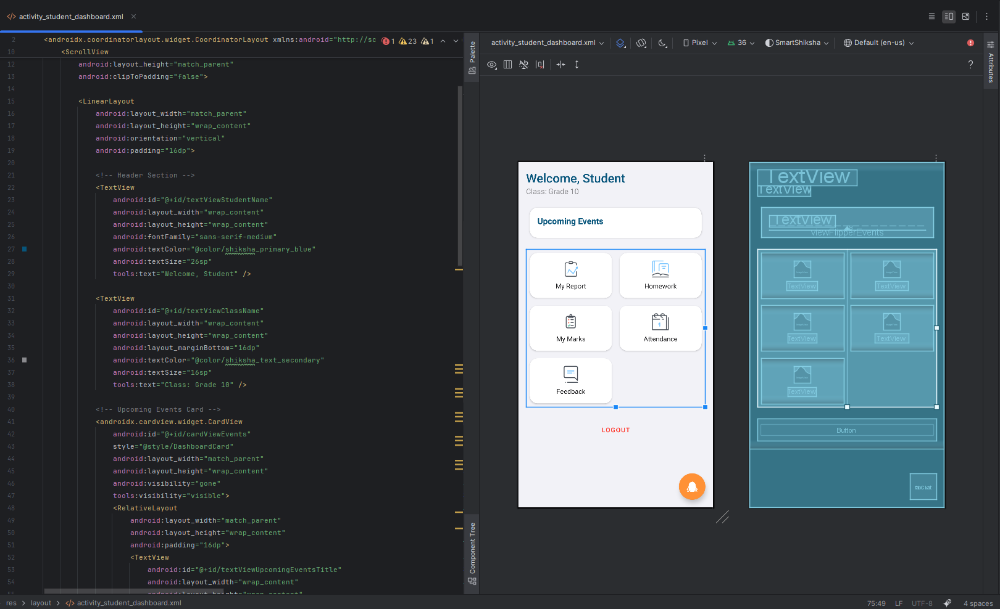 </> activity_student_dashboard.xml
2 <androidx.coordinatorlayout.widget.CoordinatorLayout xmlns:android="http://sc 1 23 1
10 <ScrollView
12 android:layout_height="match_parent"
13 android:clipToPadding="false">
14
15 <LinearLayout
16 android:layout_width="match_parent"
17 android:layout_height="wrap_content"
18 android:orientation="vertical"
19 android:padding="16dp">
20
21 <!-- Header Section -->
22 <TextView
23 android:id="@+id/textViewStudentName"
24 android:layout_width="wrap_content"
25 android:layout_height="wrap_content"
26 android:fontFamily="sans-serif-medium"
27 android:textColor="@color/shiksha_primary_blue"
28 android:textSize="26sp"
29 tools:text="Welcome, Student" />
30
31 <TextView
32 android:id="@+id/textViewClassName"
33 android:layout_width="wrap_content"
34 android:layout_height="wrap_content"
35 android:layout_marginBottom="16dp"
36 android:textColor="@color/shiksha_text_secondary"
37 android:textSize="16sp"
38 tools:text="Class: Grade 10" />
39
40 <!-- Upcoming Events Card -->
41 <androidx.cardview.widget.CardView
42 android:id="@+id/cardViewEvents"
43 style="@style/DashboardCard"
44 android:layout_width="match_parent"
45 android:layout_height="wrap_content"
46 android:visibility="gone"
47 tools:visibility="visible">
48 <RelativeLayout
49 android:layout_width="match_parent"
50 android:layout_height="wrap_content"
51 android:padding="16dp">
52 <TextView
53 android:id="@+id/textViewUpcomingEventsTitle"
54 android:layout_width="wrap_content"
55 android:layout_height="wrap_content"
Palette
Component Tree
activity_student_dashboard.xml Pixel 36 SmartShiksha Default (en-us)
?
Attributes
Welcome, Student
Class: Grade 10
Upcoming Events
My Report
Homework
My Marks
Attendance
Feedback
LOGOUT
TextView
TextView
TextView
viewFlipperEvents
TextView
TextView
TextView
TextView
TextView
Button
fabChat
res > layout > </> activity_student_dashboard.xml
75:49 LF UTF-8 4 spaces